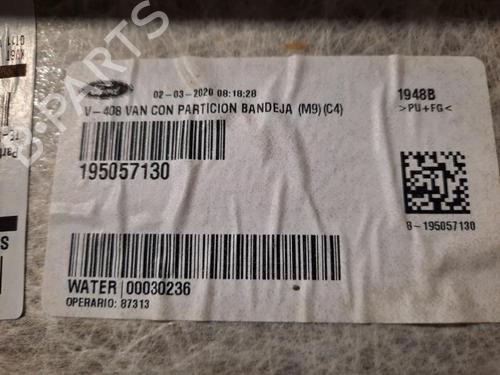 02-03-2020 08:18:28
V-408 VAN CON PARTICION BANDEJA (M9)(C4)
1948B
>PU+FG<
195057130
8-195057130
WATER 00030236
OPERARIO: 87313
B-PARTS